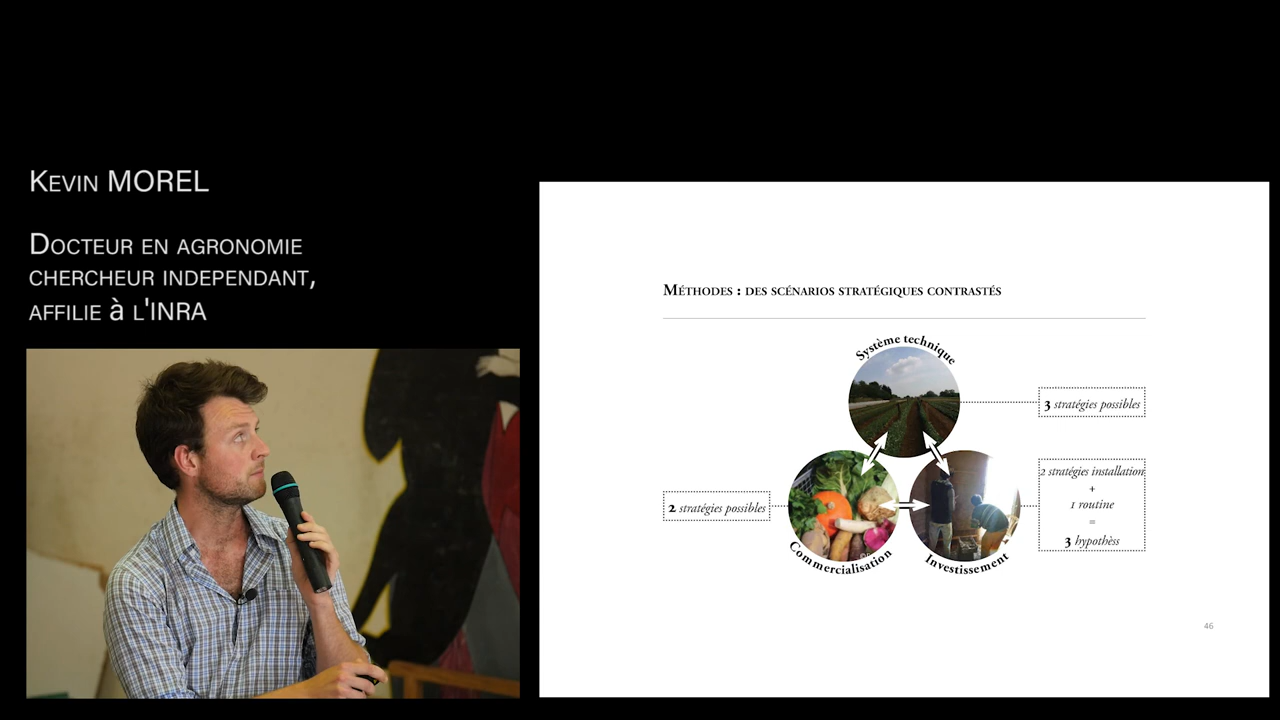 Kevin MOREL
Docteur en agronomie
chercheur independant,
affilie à l'INRA
Méthodes : des scénarios stratégiques contrastés
Système technique
3 stratégies possibles
2 stratégies installation
+
1 routine
=
3 hypothèss
2 stratégies possibles
Commercialisation
Investissement
46